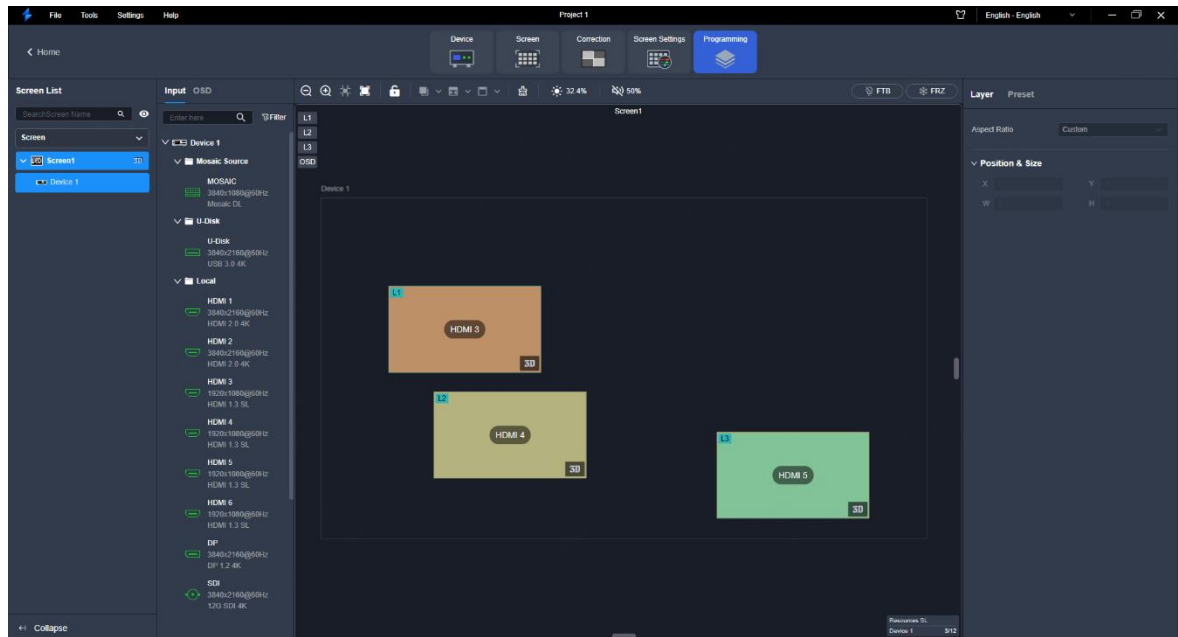 File Tools Settings Help Project 1 English - English
Home
Device Screen Correction Screen Settings Programming
Screen List
SearchScreen Name
Screen
Screen1 3D
Device 1
Collapse
Input OSD
Enter here Filter
Device 1
Mosaic Source
MOSAIC
3840x1080@60Hz
Mosaic DL
U-Disk
U-Disk
3840x2160@60Hz
USB 3.0 4K
Local
HDMI 1
3840x2160@60Hz
HDMI 2.0 4K
HDMI 2
3840x2160@60Hz
HDMI 2.0 4K
HDMI 3
1920x1080@60Hz
HDMI 1.3 SL
HDMI 4
1920x1080@60Hz
HDMI 1.3 SL
HDMI 5
1920x1080@60Hz
HDMI 1.3 SL
HDMI 6
1920x1080@60Hz
HDMI 1.3 SL
DP
3840x2160@60Hz
DP 1.2 4K
SDI
3840x2160@60Hz
12G SDI 4K
32.4% 50% FTB FRZ
Screen1
L1
L2
L3
OSD
Device 1
L1
HDMI 3
3D
L2
HDMI 4
3D
L3
HDMI 5
3D
Resources SL
Device 1 3/12
Layer Preset
Aspect Ratio Custom
Position & Size
X Y
W H